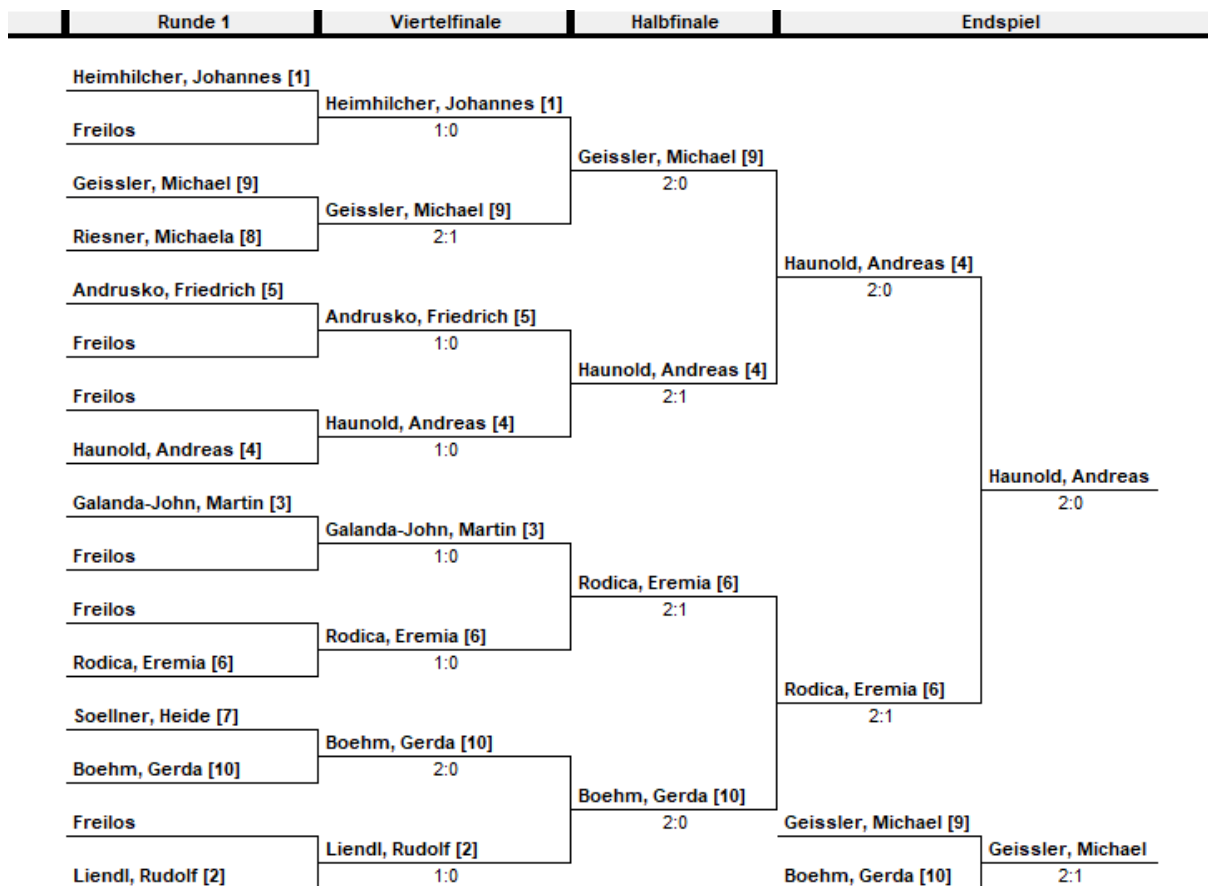 Runde 1 Viertelfinale Halbfinale Endspiel
Heimhilcher, Johannes [1]
Heimhilcher, Johannes [1]
Freilos 1:0
Geissler, Michael [9]
Geissler, Michael [9] 2:0
Geissler, Michael [9]
Riesner, Michaela [8] 2:1
Haunold, Andreas [4]
Andrusko, Friedrich [5] 2:0
Andrusko, Friedrich [5]
Freilos 1:0
Haunold, Andreas [4]
Freilos 2:1
Haunold, Andreas [4]
Haunold, Andreas [4] 1:0
Haunold, Andreas
Galanda-John, Martin [3] 2:0
Galanda-John, Martin [3]
Freilos 1:0
Rodica, Eremia [6]
Freilos 2:1
Rodica, Eremia [6]
Rodica, Eremia [6] 1:0
Rodica, Eremia [6]
Soellner, Heide [7] 2:1
Boehm, Gerda [10]
Boehm, Gerda [10] 2:0
Boehm, Gerda [10]
Freilos 2:0 Geissler, Michael [9]
Liendl, Rudolf [2] Geissler, Michael
Liendl, Rudolf [2] 1:0 Boehm, Gerda [10] 2:1